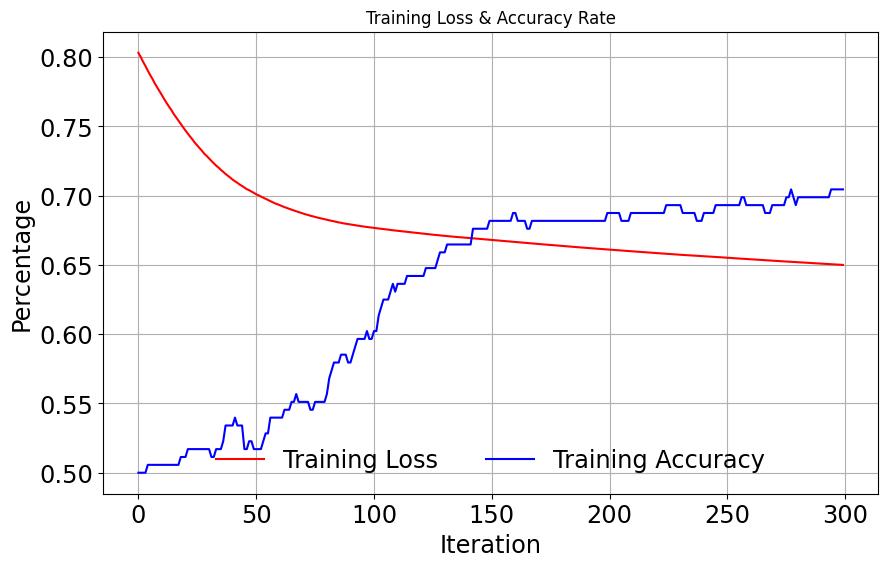 Training Loss & Accuracy Rate
0.80
0.75
0.70
0.65
0.60
0.55
0.50
Percentage
Training Loss Training Accuracy
0 50 100 150 200 250 300
Iteration